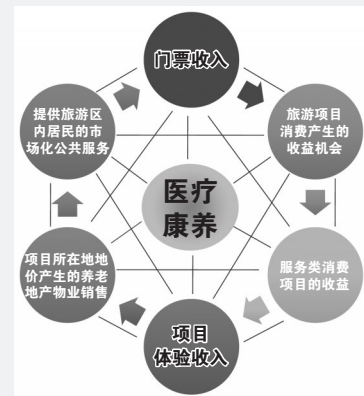 门票收入
旅游项目
消费产生的
收益机会
服务类消费
项目的收益
项目
体验收入
项目所在地地
价产生的养老
地产物业销售
提供旅游区
内居民的市
场化公共服务
医疗
康养